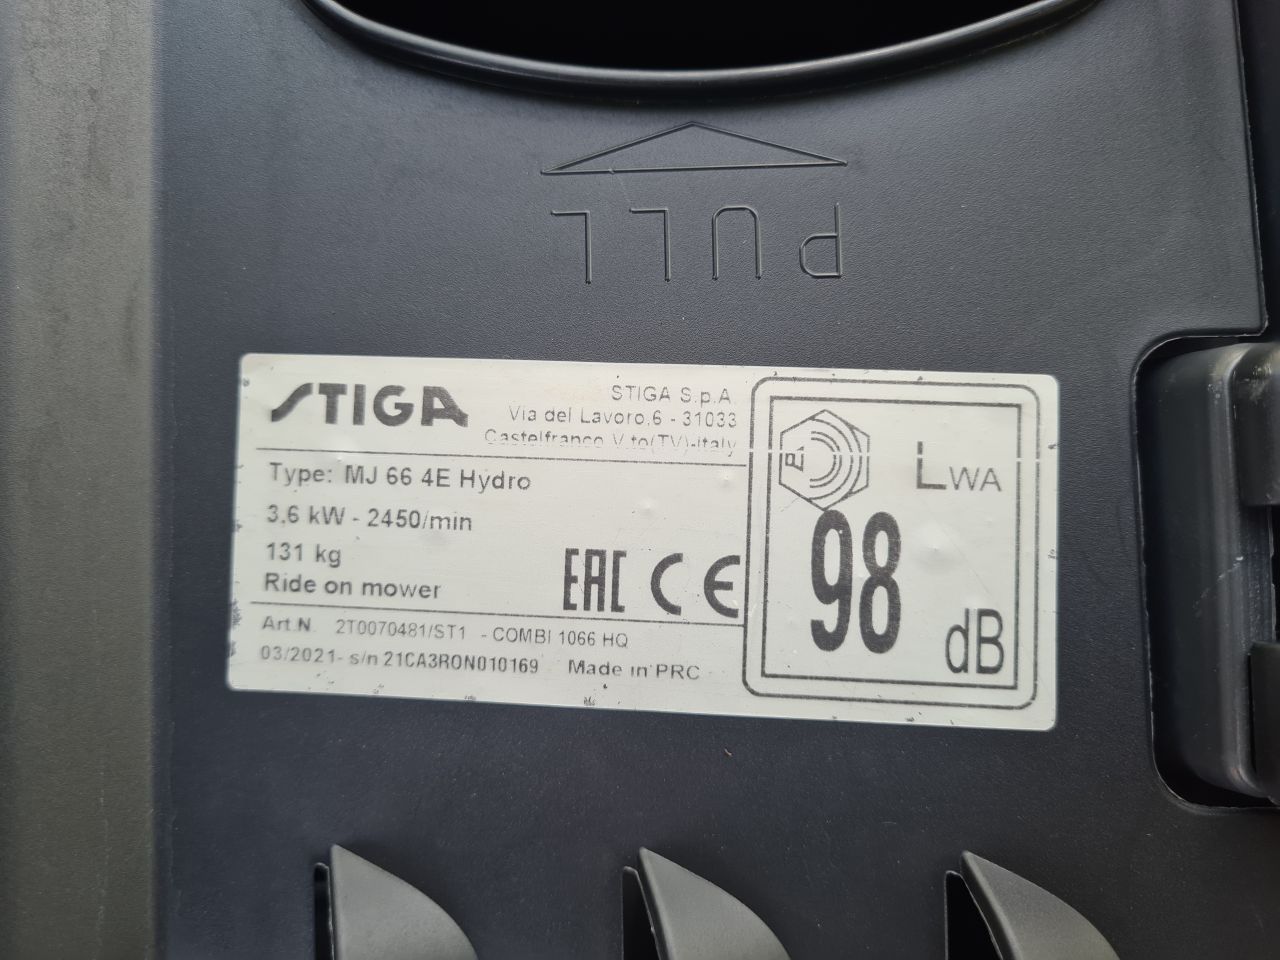 PULL
STIGA
STIGA S.p.A.
Via del Lavoro,6 - 31033
Castelfranco V.to(TV)-Italy
Type: MJ 66 4E Hydro
3,6 kW - 2450/min
131 kg
Ride on mower
EAC CE
Art.N. 2T0070481/ST1 - COMBI 1066 HQ
03/2021- s/n 21CA3RON010169 Made in PRC
LWA
98
dB